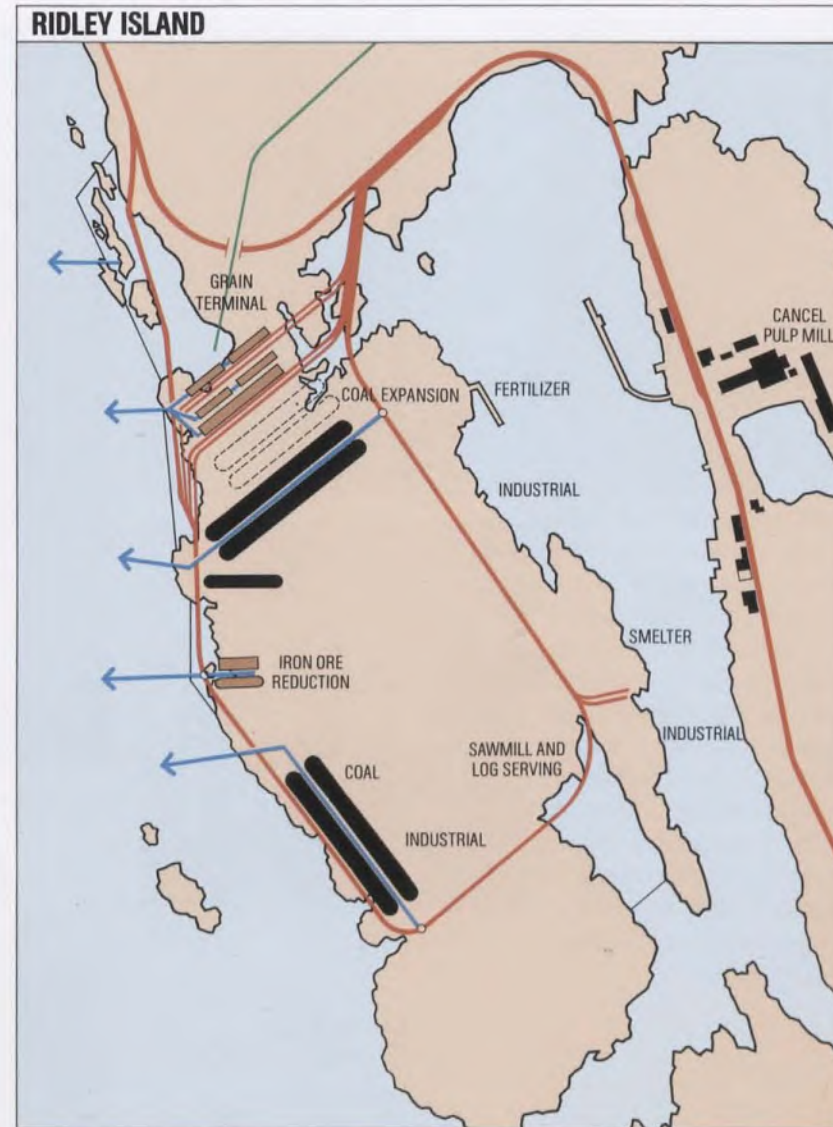 RIDLEY ISLAND
GRAIN
TERMINAL
CANCEL
PULP MILL
COAL EXPANSION
FERTILIZER
INDUSTRIAL
SMELTER
IRON ORE
REDUCTION
INDUSTRIAL
SAWMILL AND
LOG SERVING
COAL
INDUSTRIAL